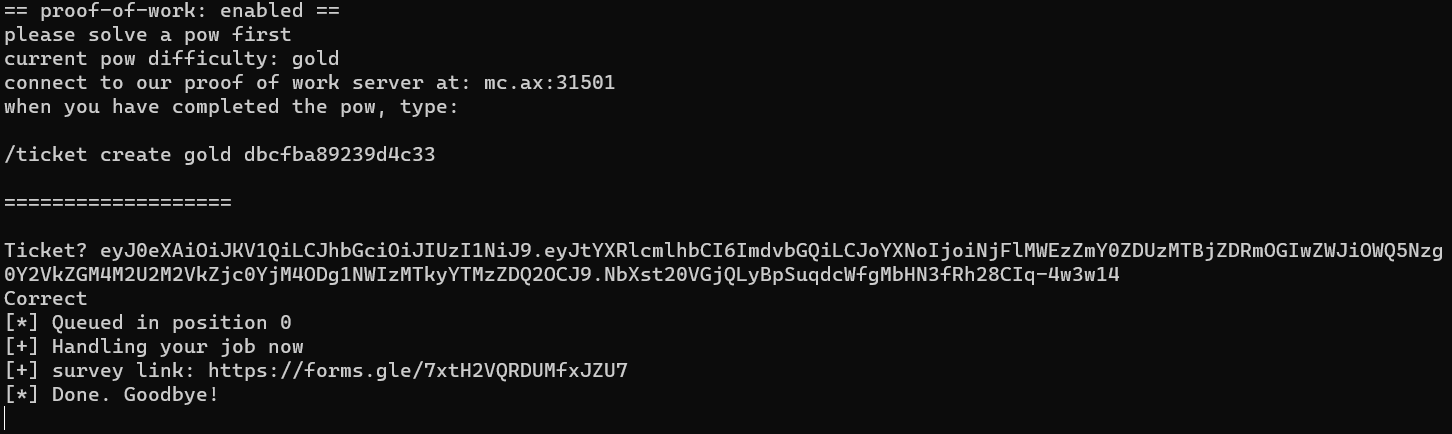 == proof-of-work: enabled ==
please solve a pow first
current pow difficulty: gold
connect to our proof of work server at: mc.ax:31501
when you have completed the pow, type:
/ticket create gold dbcfba89239d4c33
===================
Ticket? eyJ0eXAiOiJKV1QiLCJhbGciOiJIUzI1NiJ9.eyJtYXRlcmlhbCI6ImdvbGQiLCJoYXNoIjoiNjFlMWEzZmY0ZDUzMTBjZDRmOGIwZWJiOWQ5Nzg
0Y2VkZGM4M2U2M2VkZjc0YjM4ODg1NWIzMTkyYTMzZDQ2OCJ9.NbXst20VGjQLyBpSuqdcWfgMbHN3fRh28CIq-4w3w14
Correct
[*] Queued in position 0
[+] Handling your job now
[+] survey link: https://forms.gle/7xtH2VQRDUMfxJZU7
[*] Done. Goodbye!